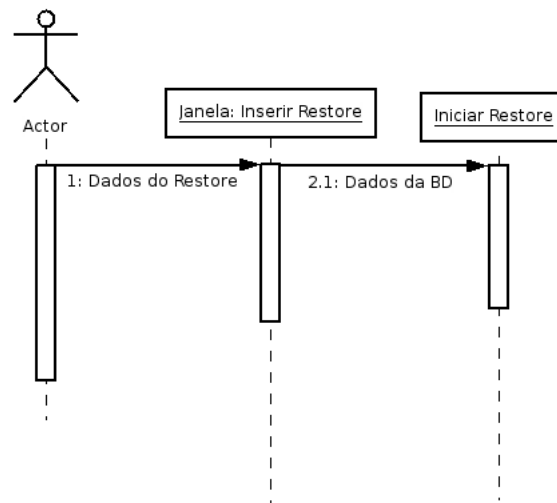 Actor
Janela: Inserir Restore
Iniciar Restore
1: Dados do Restore
2.1: Dados da BD